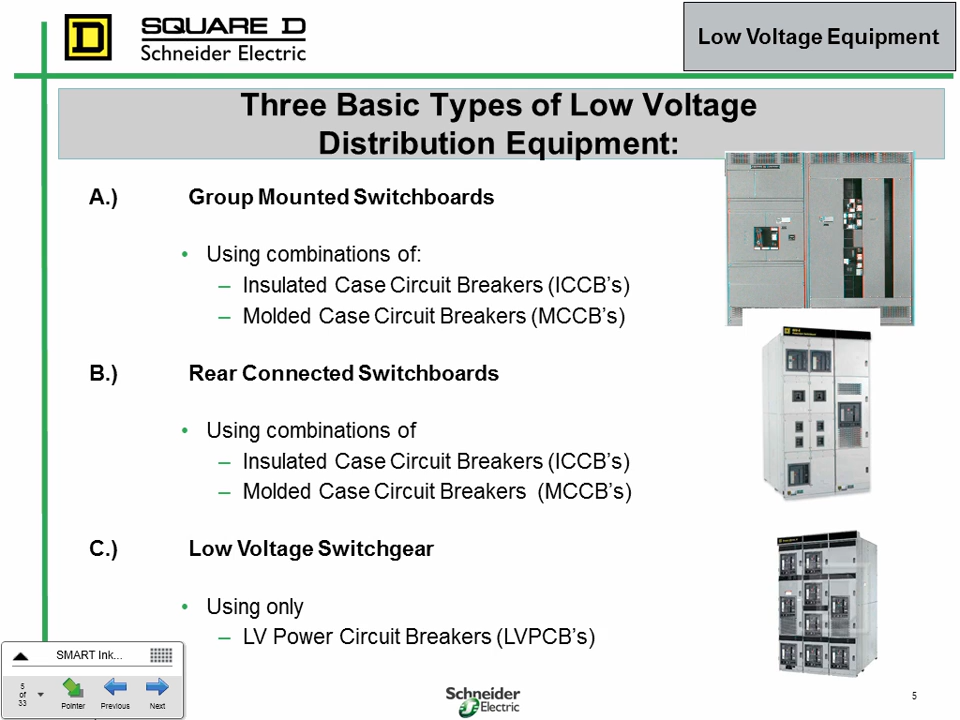 SQUARE D
Schneider Electric
Low Voltage Equipment
Three Basic Types of Low Voltage
Distribution Equipment:
A.) Group Mounted Switchboards
• Using combinations of:
– Insulated Case Circuit Breakers (ICCB's)
– Molded Case Circuit Breakers (MCCB's)
B.) Rear Connected Switchboards
• Using combinations of
– Insulated Case Circuit Breakers (ICCB's)
– Molded Case Circuit Breakers (MCCB's)
C.) Low Voltage Switchgear
• Using only
– LV Power Circuit Breakers (LVPCB's)
SMART Ink...
5
of
33
Pointer Previous Next
Schneider
Electric
5